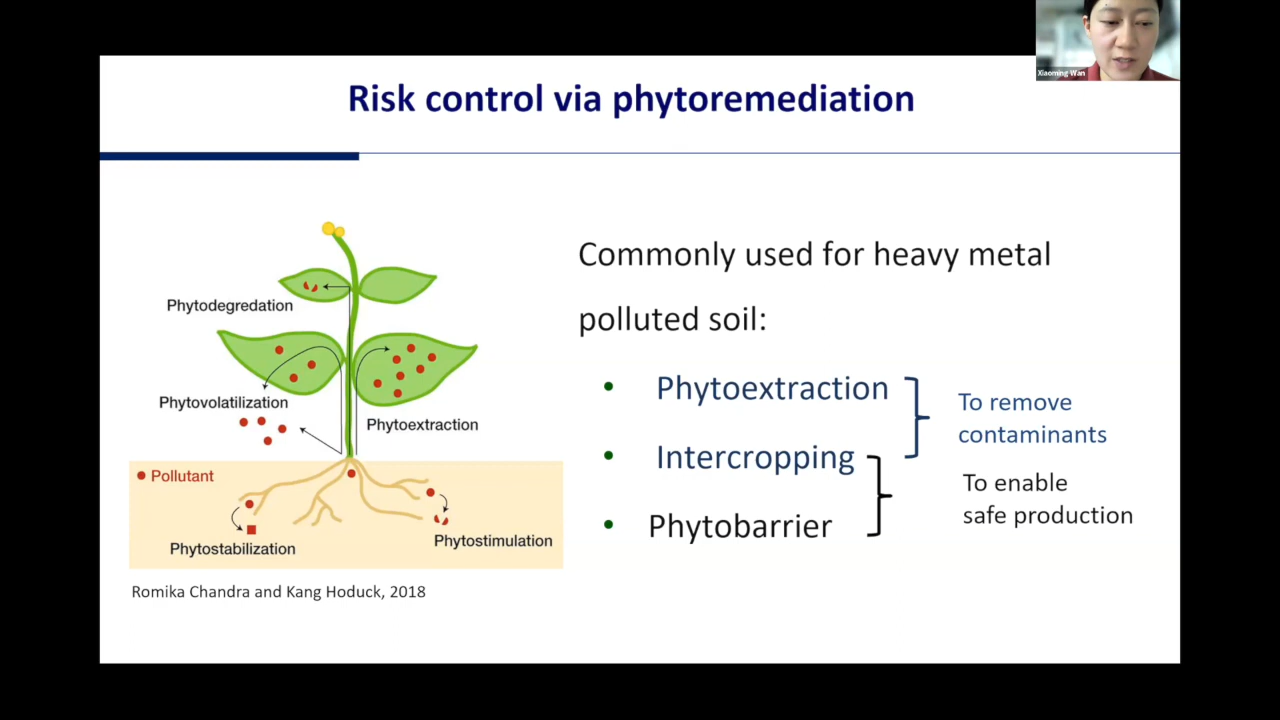 Xiaoming Wan
Risk control via phytoremediation
Phytodegredation
Phytovolatilization
Phytoextraction
Pollutant
Phytostabilization
Phytostimulation
Romika Chandra and Kang Hoduck, 2018
Commonly used for heavy metal
polluted soil:
• Phytoextraction
• Intercropping
• Phytobarrier
To remove
contaminants
To enable
safe production